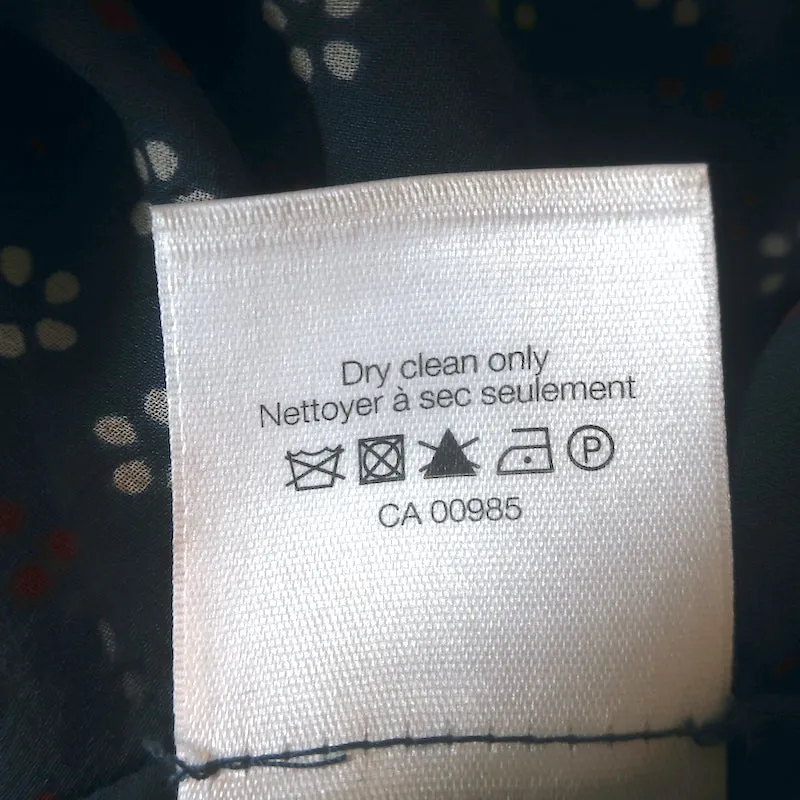 Dry clean only
Nettoyer à sec seulement
P
CA 00985